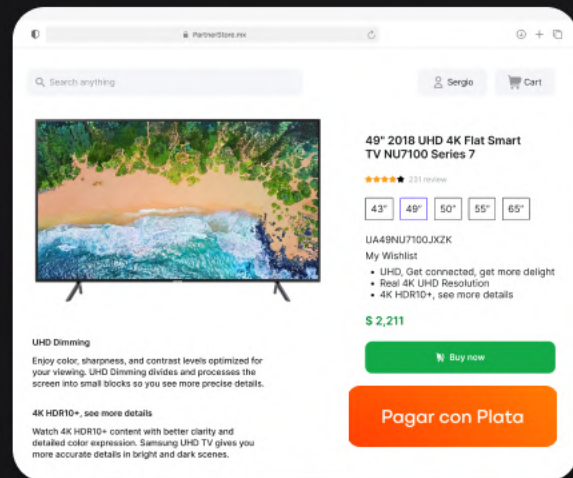 PartnerStore.mx
Search anything
Sergio
Cart
49" 2018 UHD 4K Flat Smart
TV NU7100 Series 7
231 review
43"
49"
50"
55"
65"
UA49NU7100JXZK
My Wishlist
• UHD, Get connected, get more delight
• Real 4K UHD Resolution
• 4K HDR10+, see more details
$ 2,211
Buy now
Pagar con Plata
UHD Dimming
Enjoy color, sharpness, and contrast levels optimized for
your viewing. UHD Dimming divides and processes the
screen into small blocks so you see more precise details.
4K HDR10+, see more details
Watch 4K HDR10+ content with better clarity and
detailed color expression. Samsung UHD TV gives you
more accurate details in bright and dark scenes.